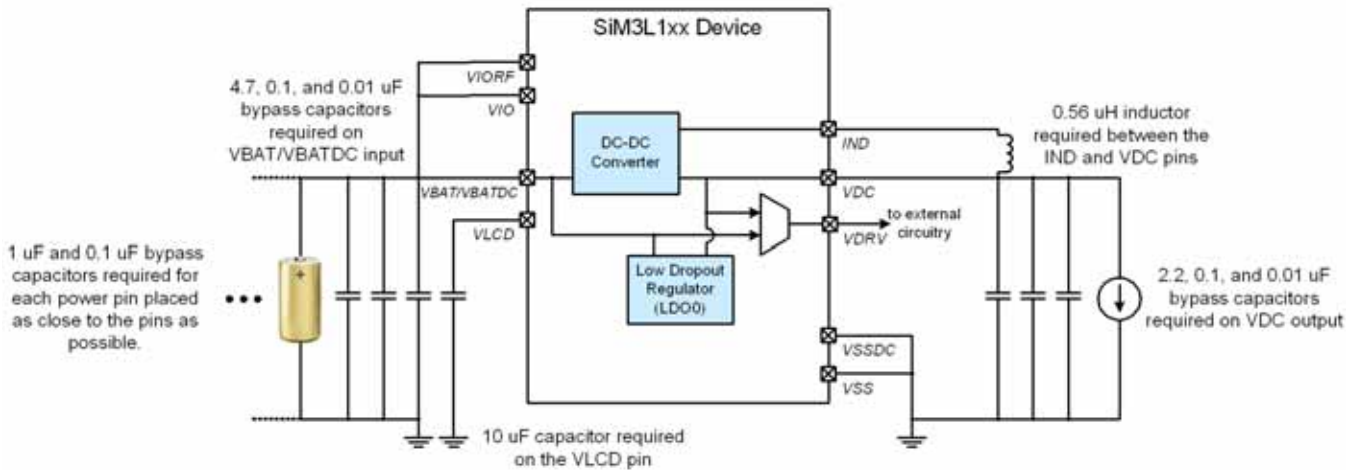 SiM3L1xx Device
4.7, 0.1, and 0.01 uF
bypass capacitors
required on
VBAT/VBATDC input
VIORF
VIO
VBAT/VBATDC
VLCD
1 uF and 0.1 uF bypass
capacitors required for
each power pin placed
as close to the pins as
possible.
+
DC-DC
Converter
Low Dropout
Regulator
(LDO0)
IND
VDC
VDRV
to external
circuitry
VSSDC
VSS
0.56 uH inductor
required between the
IND and VDC pins
2.2, 0.1, and 0.01 uF
bypass capacitors
required on VDC output
10 uF capacitor required
on the VLCD pin